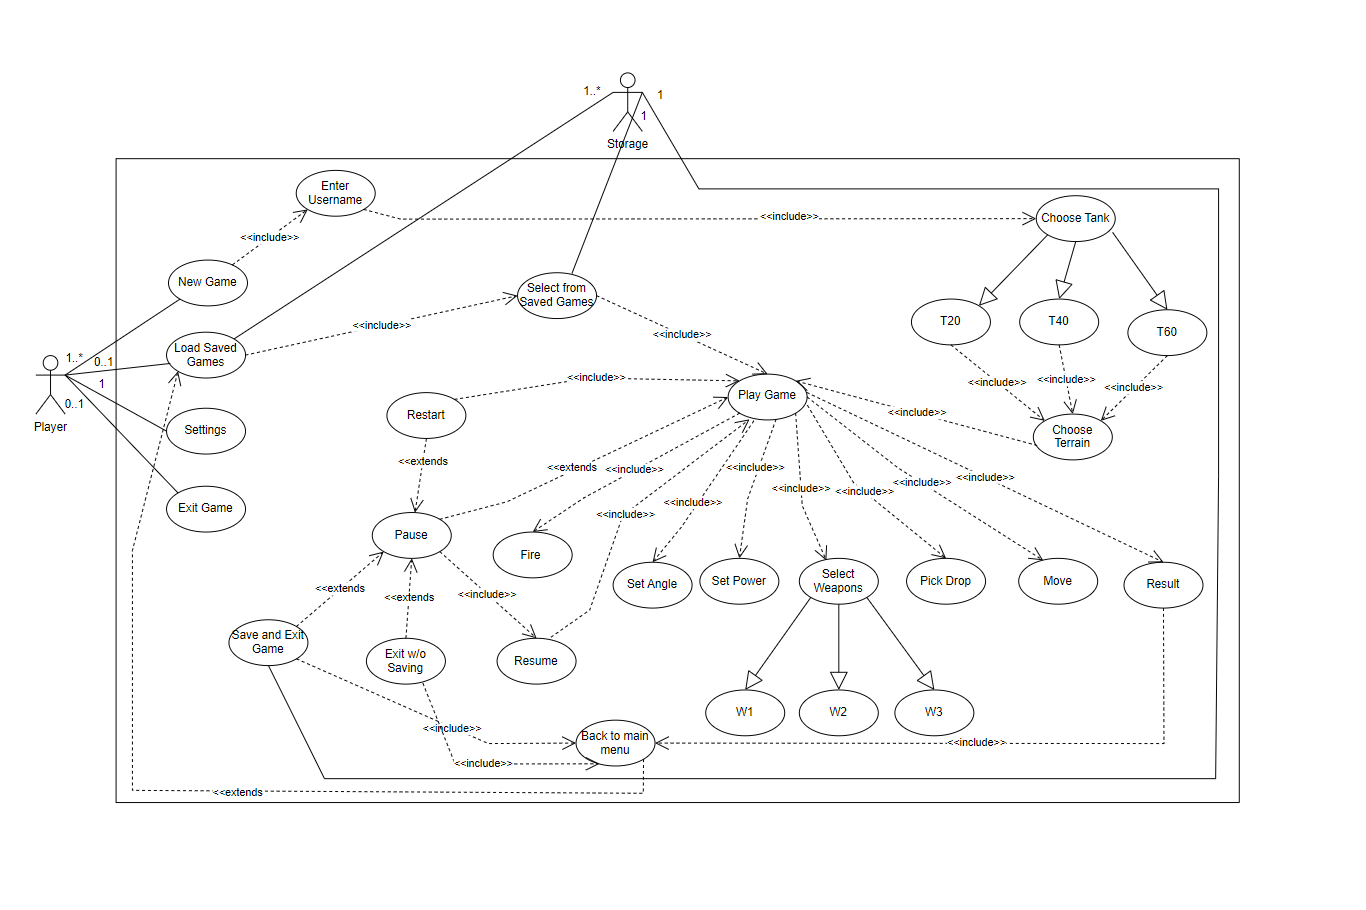 1..*
1
1
Storage
Enter
Username
<<include>>
Choose Tank
<<include>>
New Game
Select from
Saved Games
T20
T40
T60
<<include>>
<<include>>
Load Saved
Games
1..*
0..1
1
0..1
Player
<<include>>
Play Game
<<include>>
<<include>>
<<include>>
<<include>>
Restart
Settings
Choose
Terrain
<<extends
<<extends
<<include>>
<<include>>
<<include>>
<<include>>
<<include>>
<<include>>
<<include>>
<<include>>
<<include>>
Exit Game
Pause
Fire
Set Angle
Set Power
Select
Weapons
Pick Drop
Move
Result
<<extends
<<extends
<<include>>
Save and Exit
Game
Exit w/o
Saving
Resume
W1
W2
W3
<<include>>
Back to main
menu
<<include>>
<<include>>
<<extends